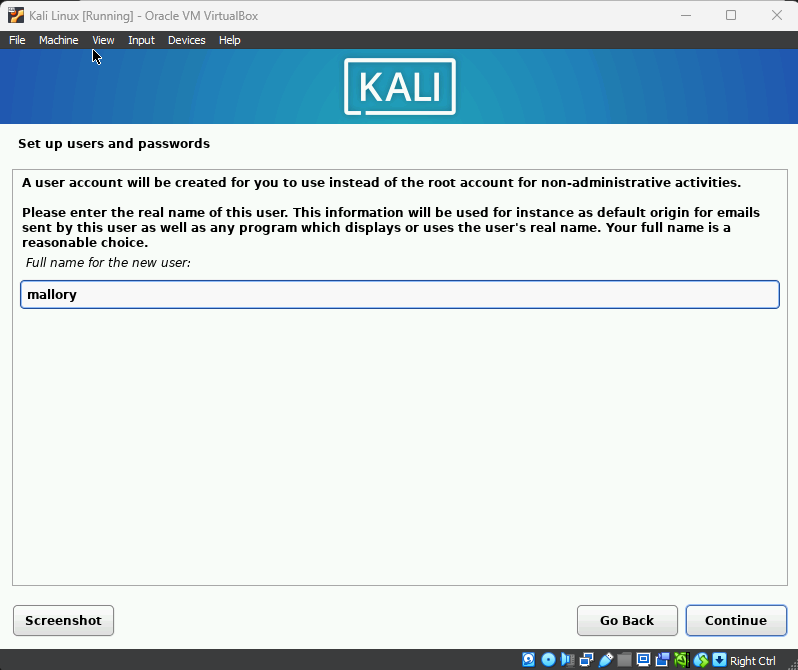 Kali Linux [Running] - Oracle VM VirtualBox
File Machine View Input Devices Help
KALI
Set up users and passwords
A user account will be created for you to use instead of the root account for non-administrative activities.
Please enter the real name of this user. This information will be used for instance as default origin for emails
sent by this user as well as any program which displays or uses the user's real name. Your full name is a
reasonable choice.
Full name for the new user:
mallory
Screenshot Go Back Continue
Right Ctrl